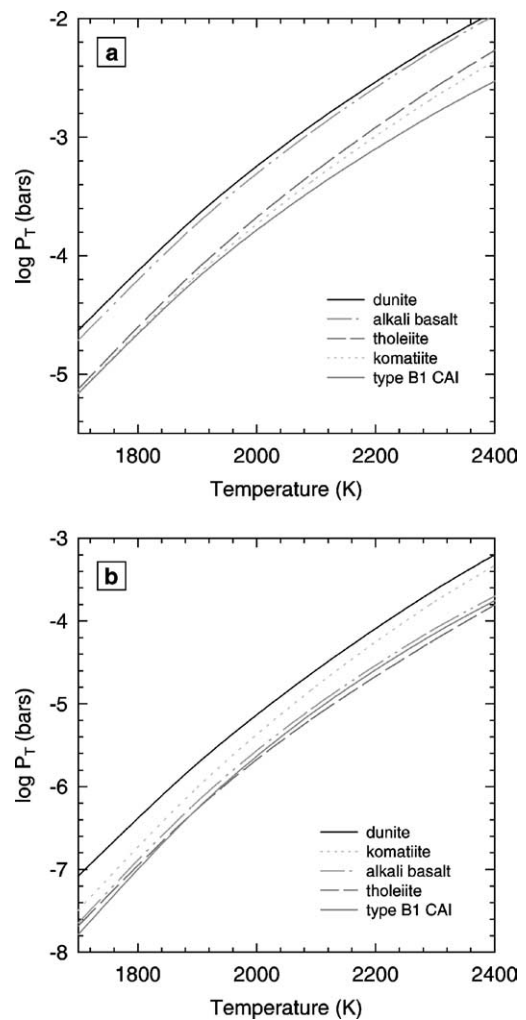 a
-2
-3
-4
-5
log P_T (bars)
dunite
alkali basalt
tholeiite
komatiite
type B1 CAI
1800 2000 2200 2400
Temperature (K)
b
-3
-4
-5
-6
-7
-8
log P_T (bars)
dunite
komatiite
alkali basalt
tholeiite
type B1 CAI
1800 2000 2200 2400
Temperature (K)